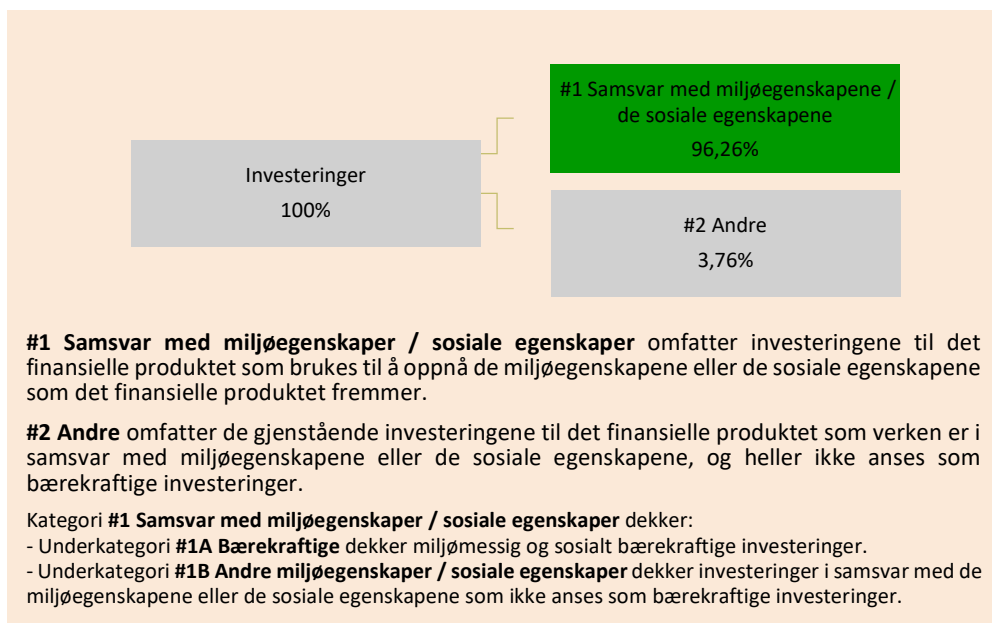 #1 Samsvar med miljøegenskapene /
de sosiale egenskapene
96,26%
Investeringer
100%
#2 Andre
3,76%
#1 Samsvar med miljøegenskaper / sosiale egenskaper omfatter investeringene til det
finansielle produktet som brukes til å oppnå de miljøegenskapene eller de sosiale egenskapene
som det finansielle produktet fremmer.
#2 Andre omfatter de gjenstående investeringene til det finansielle produktet som verken er i
samsvar med miljøegenskapene eller de sosiale egenskapene, og heller ikke anses som
bærekraftige investeringer.
Kategori #1 Samsvar med miljøegenskaper / sosiale egenskaper dekker:
- Underkategori #1A Bærekraftige dekker miljømessig og sosialt bærekraftige investeringer.
- Underkategori #1B Andre miljøegenskaper / sosiale egenskaper dekker investeringer i samsvar med de
miljøegenskapene eller de sosiale egenskapene som ikke anses som bærekraftige investeringer.